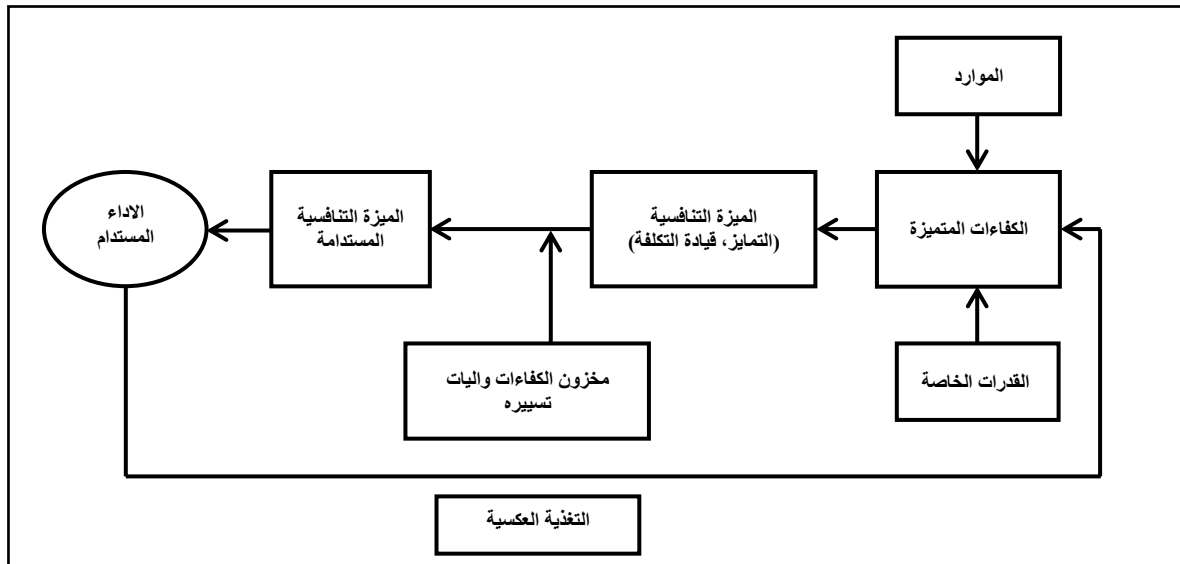 الموارد
الكفاءات المتميزة
القدرات الخاصة
الميزة التنافسية
(التمايز، قيادة التكلفة)
مخزون الكفاءات واليات
تسييره
الميزة التنافسية
المستدامة
الاداء
المستدام
التغذية العكسية